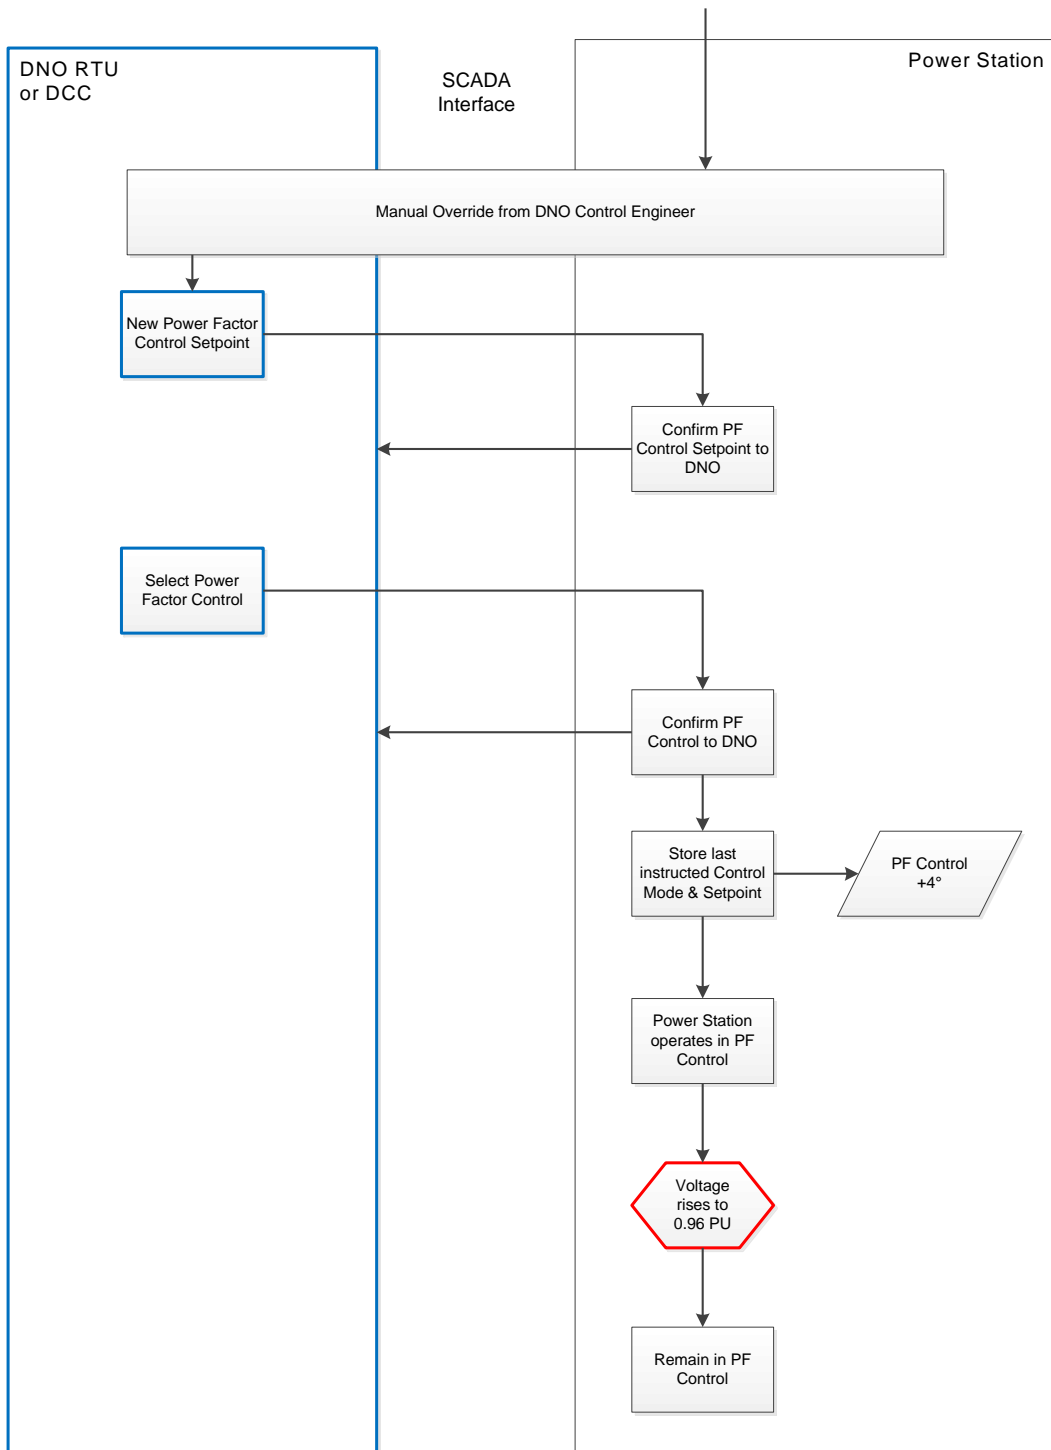 DNO RTU
or DCC
SCADA
Interface
Power Station
Manual Override from DNO Control Engineer
New Power Factor
Control Setpoint
Confirm PF
Control Setpoint to
DNO
Select Power
Factor Control
Confirm PF
Control to DNO
Store last
instructed Control
Mode & Setpoint
PF Control
+4°
Power Station
operates in PF
Control
Voltage
rises to
0.96 PU
Remain in PF
Control